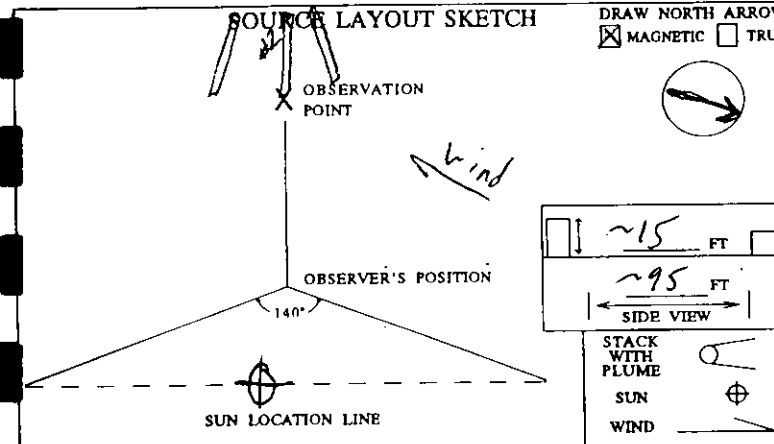 SOURCE LAYOUT SKETCH
DRAW NORTH ARROW
MAGNETIC
OBSERVATION
POINT
Wind
~15 FT
OBSERVER'S POSITION
~95 FT
140°
SIDE VIEW
STACK
WITH
PLUME
SUN
SUN LOCATION LINE
WIND